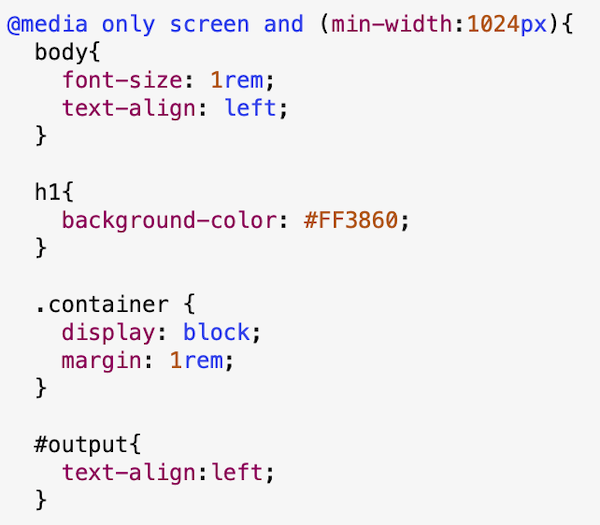 @media only screen and (min-width:1024px){
  body{
    font-size: 1rem;
    text-align: left;
  }

  h1{
    background-color: #FF3860;
  }

  .container {
    display: block;
    margin: 1rem;
  }

  #output{
    text-align:left;
  }